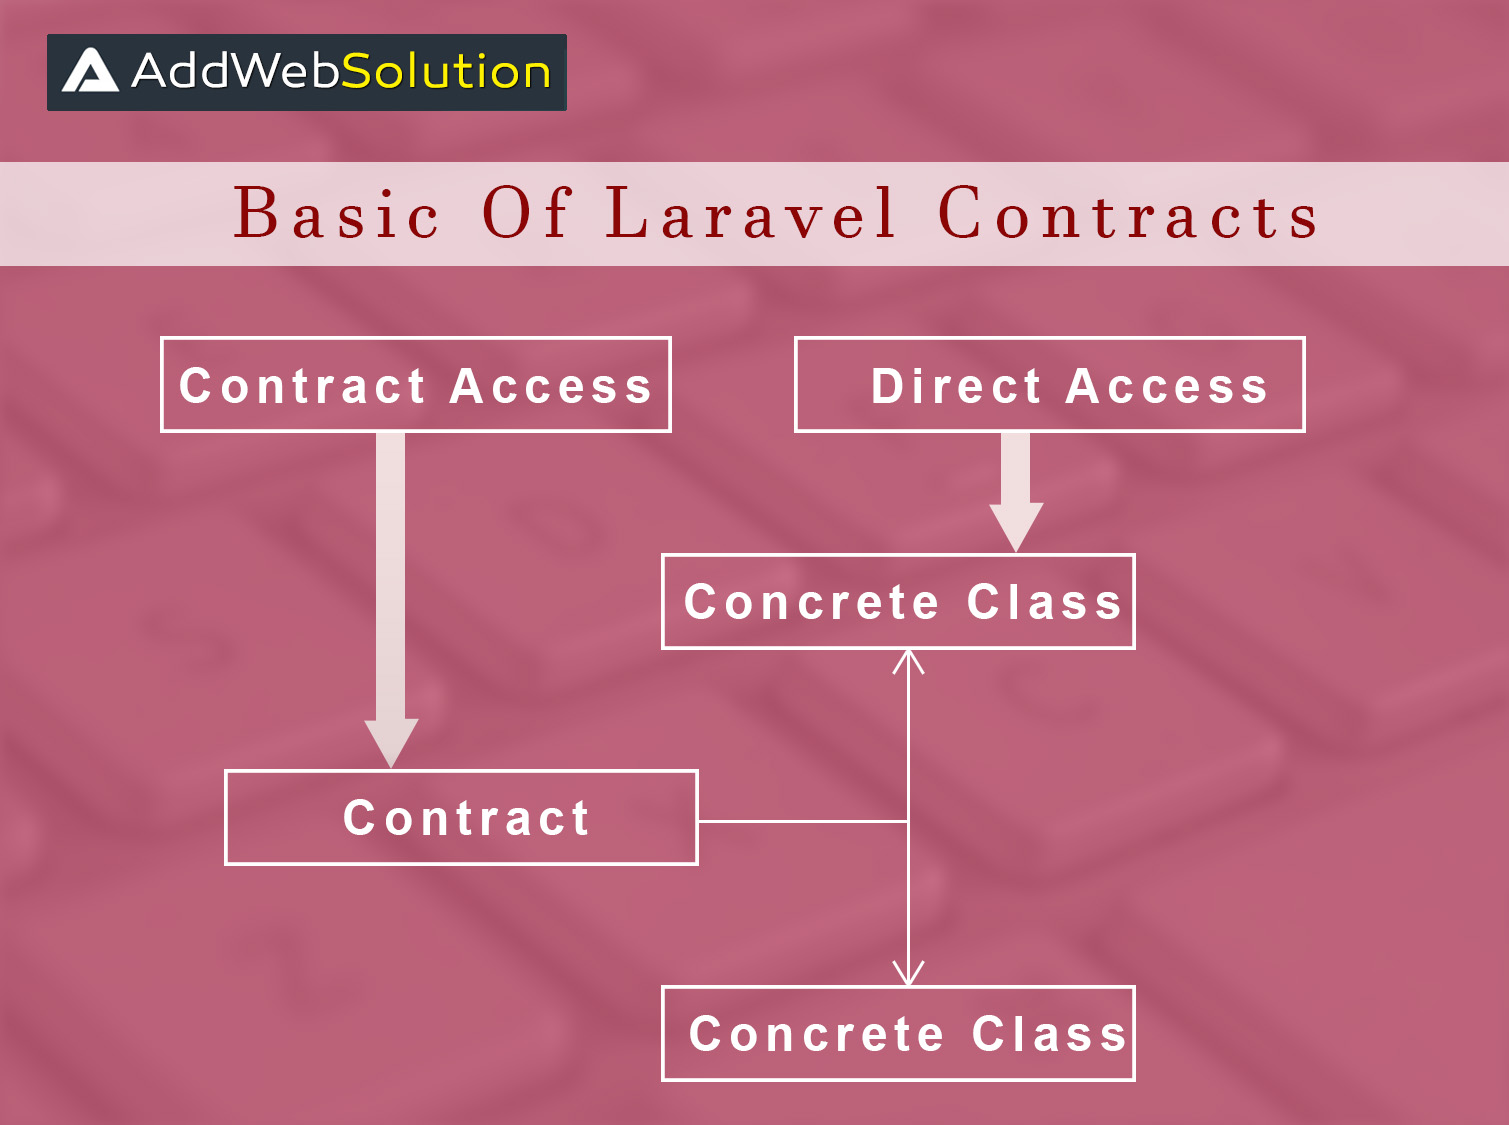 AddWebSolution
Basic Of Laravel Contracts
Contract Access
Direct Access
Concrete Class
Contract
Concrete Class